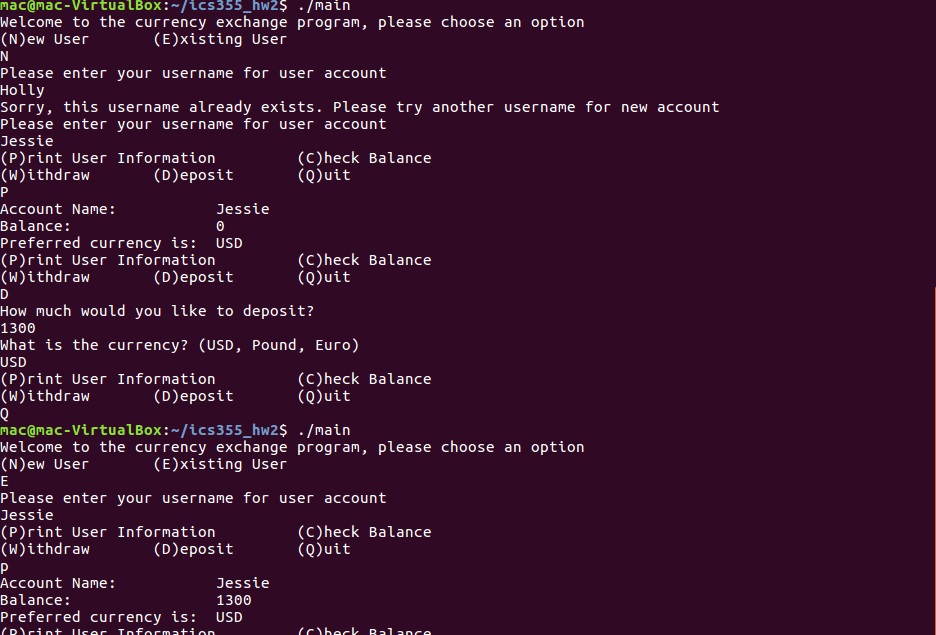 mac@mac-VirtualBox:~/ics355_hw2$ ./main
Welcome to the currency exchange program, please choose an option
(N)ew User       (E)xisting User
N
Please enter your username for user account
Holly
Sorry, this username already exists. Please try another username for new account
Please enter your username for user account
Jessie
(P)rint User Information         (C)heck Balance
(W)ithdraw       (D)eposit       (Q)uit
P
Account Name:           Jessie
Balance:                0
Preferred currency is:  USD
(P)rint User Information         (C)heck Balance
(W)ithdraw       (D)eposit       (Q)uit
D
How much would you like to deposit?
1300
What is the currency? (USD, Pound, Euro)
USD
(P)rint User Information         (C)heck Balance
(W)ithdraw       (D)eposit       (Q)uit
Q
mac@mac-VirtualBox:~/ics355_hw2$ ./main
Welcome to the currency exchange program, please choose an option
(N)ew User       (E)xisting User
E
Please enter your username for user account
Jessie
(P)rint User Information         (C)heck Balance
(W)ithdraw       (D)eposit       (Q)uit
p
Account Name:           Jessie
Balance:                1300
Preferred currency is:  USD
(P)rint User Information         (C)heck Balance